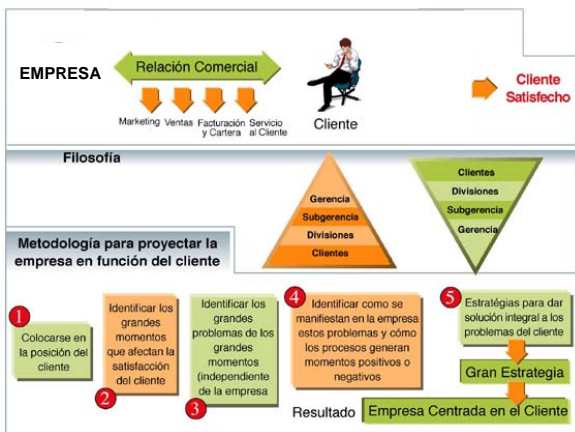 EMPRESA
Relación Comercial
Marketing
Ventas
Facturación
y Cartera
Servicio
al Cliente
Cliente
Cliente
Satisfecho
Filosofía
Gerencia
Subgerencia
Divisiones
Clientes
Clientes
Divisiones
Subgerencia
Gerencia
Metodología para proyectar la
empresa en función del cliente
1
Colocarse en
la posición del
cliente
Identificar los
grandes
momentos
que afectan la
satisfacción
del cliente
2
Identificar los
grandes
problemas de los
grandes
momentos
(independiente
de la empresa
3
4
Identificar como se
manifiestan en la empresa
estos problemas y cómo
los procesos generan
momentos positivos o
negativos
5
Estratégias para dar
solución integral a los
problemas del cliente
Gran Estrategia
Resultado
Empresa Centrada en el Cliente